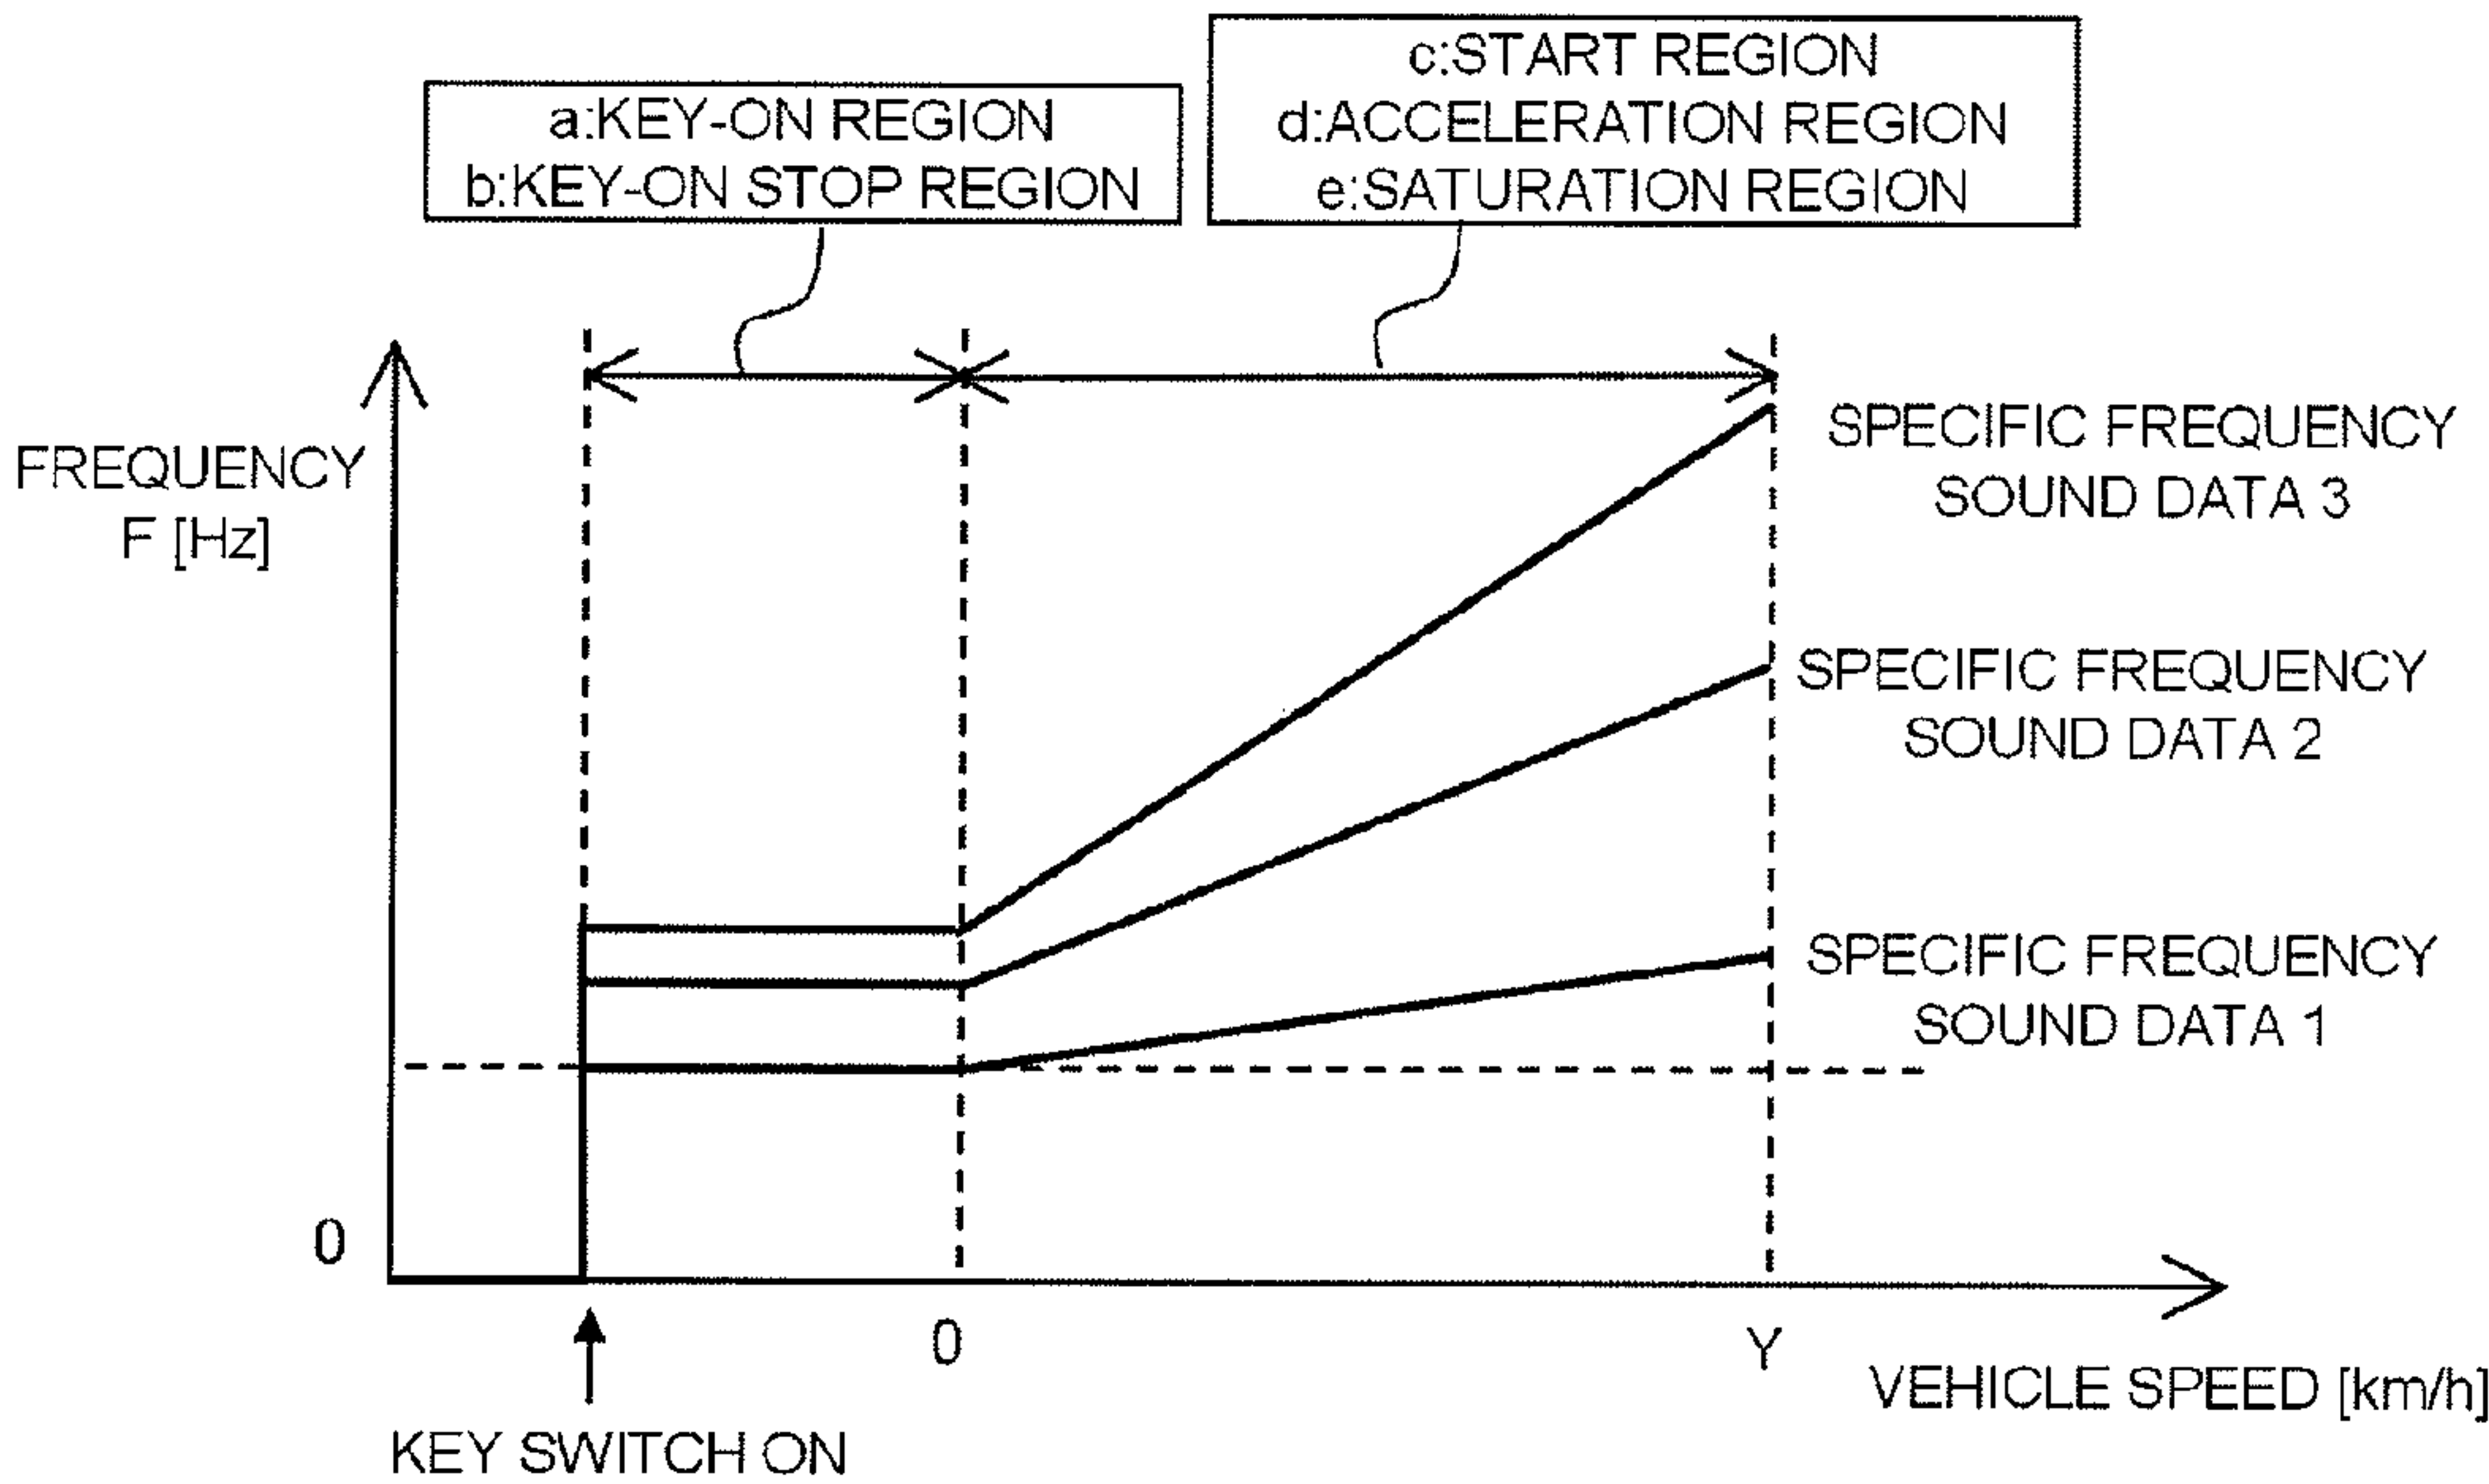 c:START REGION
d:ACCELERATION REGION
e:SATURATION REGION
a:KEY-ON REGION
b:KEY-ON STOP REGION
FREQUENCY
F [Hz]
SPECIFIC FREQUENCY
SOUND DATA 3
SPECIFIC FREQUENCY
SOUND DATA 2
SPECIFIC FREQUENCY
SOUND DATA 1
0
0
Y
VEHICLE SPEED [km/h]
KEY SWITCH ON